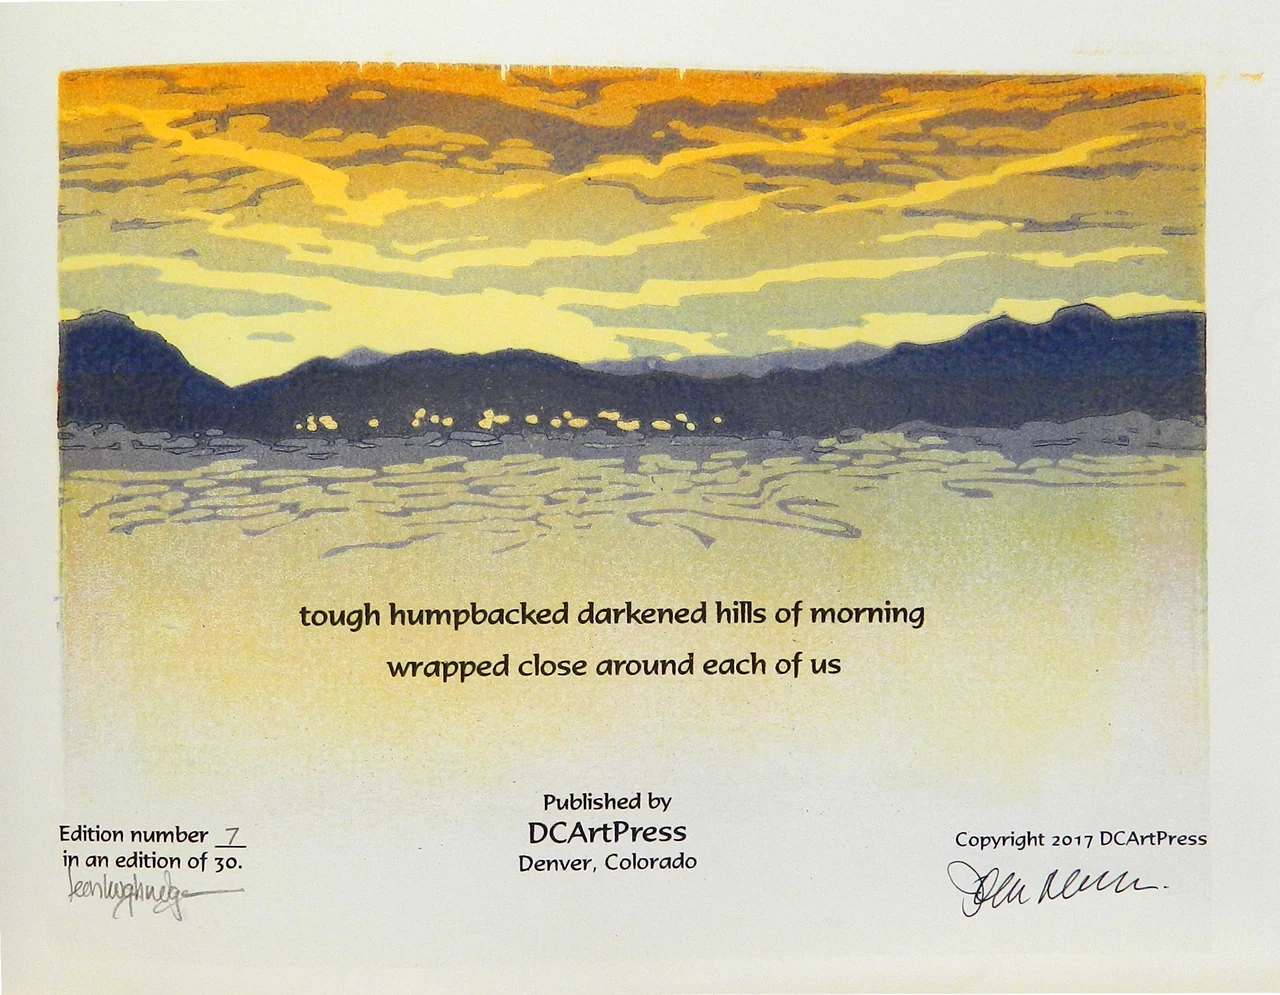 tough humpbacked darkened hills of morning
wrapped close around each of us
Published by
DCArtPress
Denver, Colorado
Edition number 7
in an edition of 30.
Copyright 2017 DCArtPress